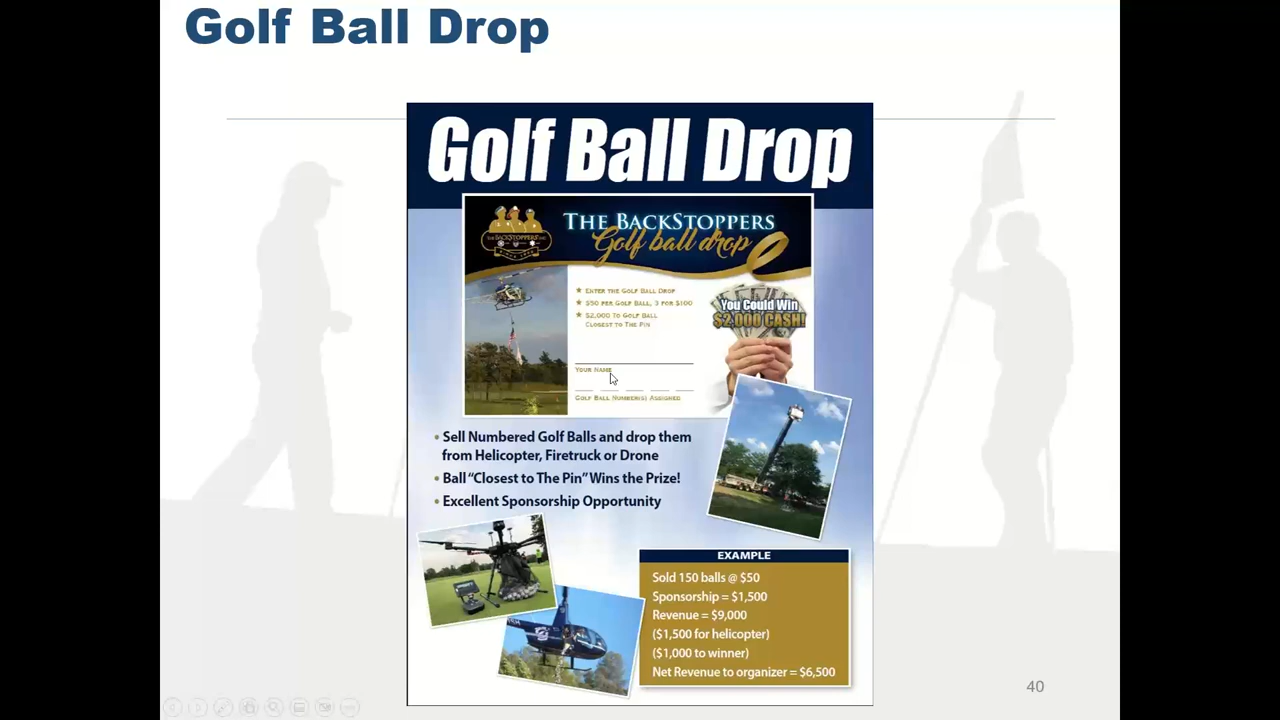 Golf Ball Drop
Golf Ball Drop
THE BACKSTOPPERS
Golf ball drop
THE BACKSTOPPERS INC
ENTER THE GOLF BALL DROP
$50 PER GOLF BALL, 3 FOR $100
$2,000 TO GOLF BALL
CLOSEST TO THE PIN
You Could Win
$2,000 CASH!
YOUR NAME
GOLF BALL NUMBER(S) ASSIGNED
• Sell Numbered Golf Balls and drop them
from Helicopter, Firetruck or Drone
• Ball “Closest to The Pin” Wins the Prize!
• Excellent Sponsorship Opportunity
EXAMPLE
Sold 150 balls @ $50
Sponsorship = $1,500
Revenue = $9,000
($1,500 for helicopter)
($1,000 to winner)
Net Revenue to organizer = $6,500
40